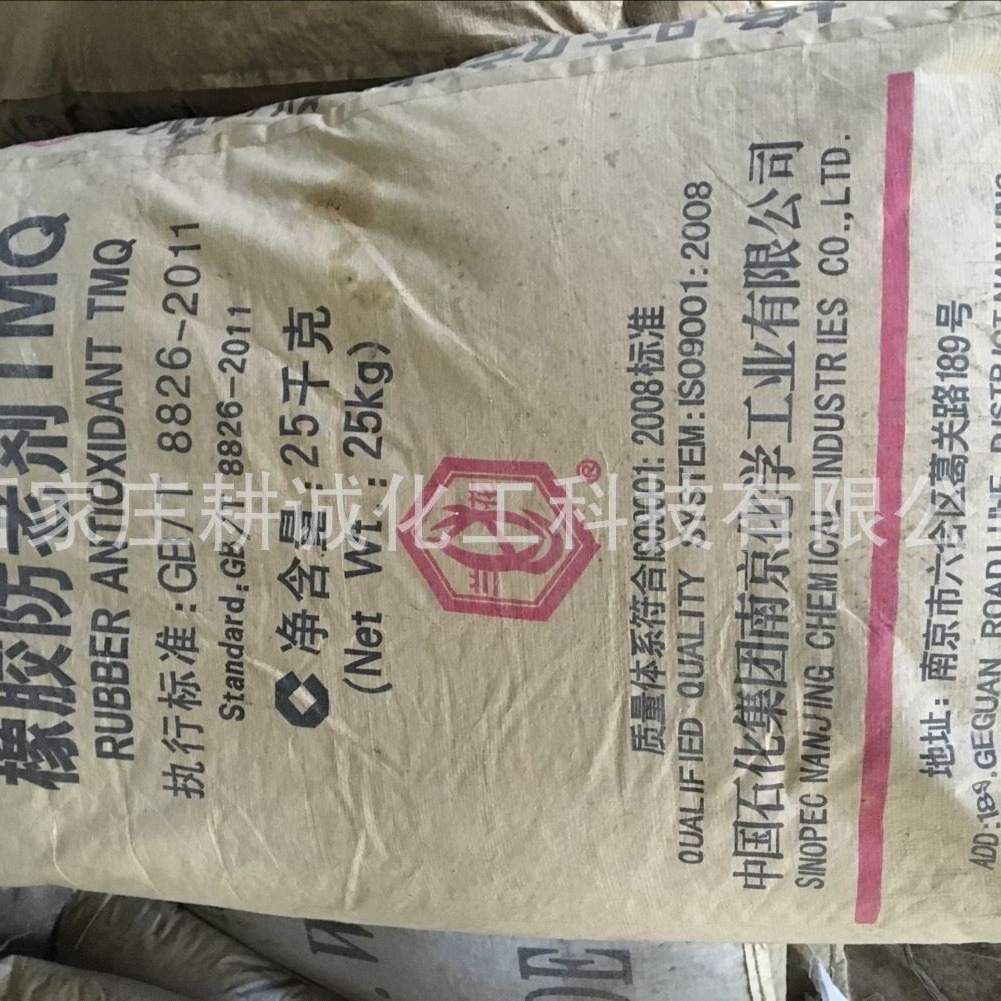 橡胶防老剂TMQ
RUBBER ANTIOXIDANT TMQ
执行标准:GB/T 8826-2011
Standard:GB/T 8826-2011
净含量:25千克
(Net Wt:25kg)
兰花
®
质量体系符合ISO9001:2008标准
QUALIFIED QUALITY SYSTEM:ISO9001:2008
中国石化集团南京化学工业有限公司
SINOPEC NANJING CHEMICAL INDUSTRIES CO.,LTD.
地址:南京市六合区葛关路189号
ADD:189.GEGUAN ROAD
家庄耕诚化工科技有限公